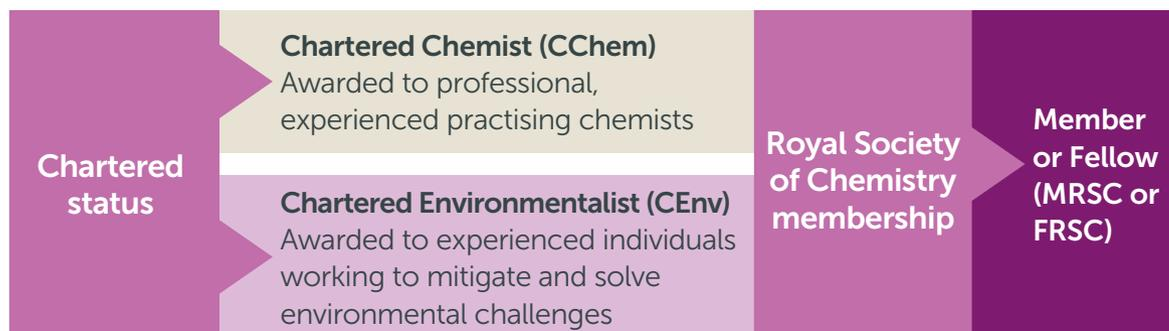 Chartered
status
Chartered Chemist (CChem)
Awarded to professional,
experienced practising chemists
Chartered Environmentalist (CEnv)
Awarded to experienced individuals
working to mitigate and solve
environmental challenges
Royal Society
of Chemistry
membership
Member
or Fellow
(MRSC or
FRSC)